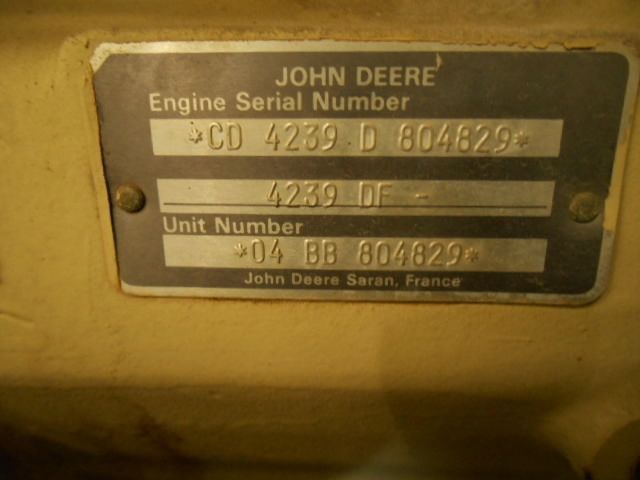 JOHN DEERE
Engine Serial Number
*CD 4239 D 804829*
4239 DF -
Unit Number
*04 BB 804829*
John Deere Saran, France